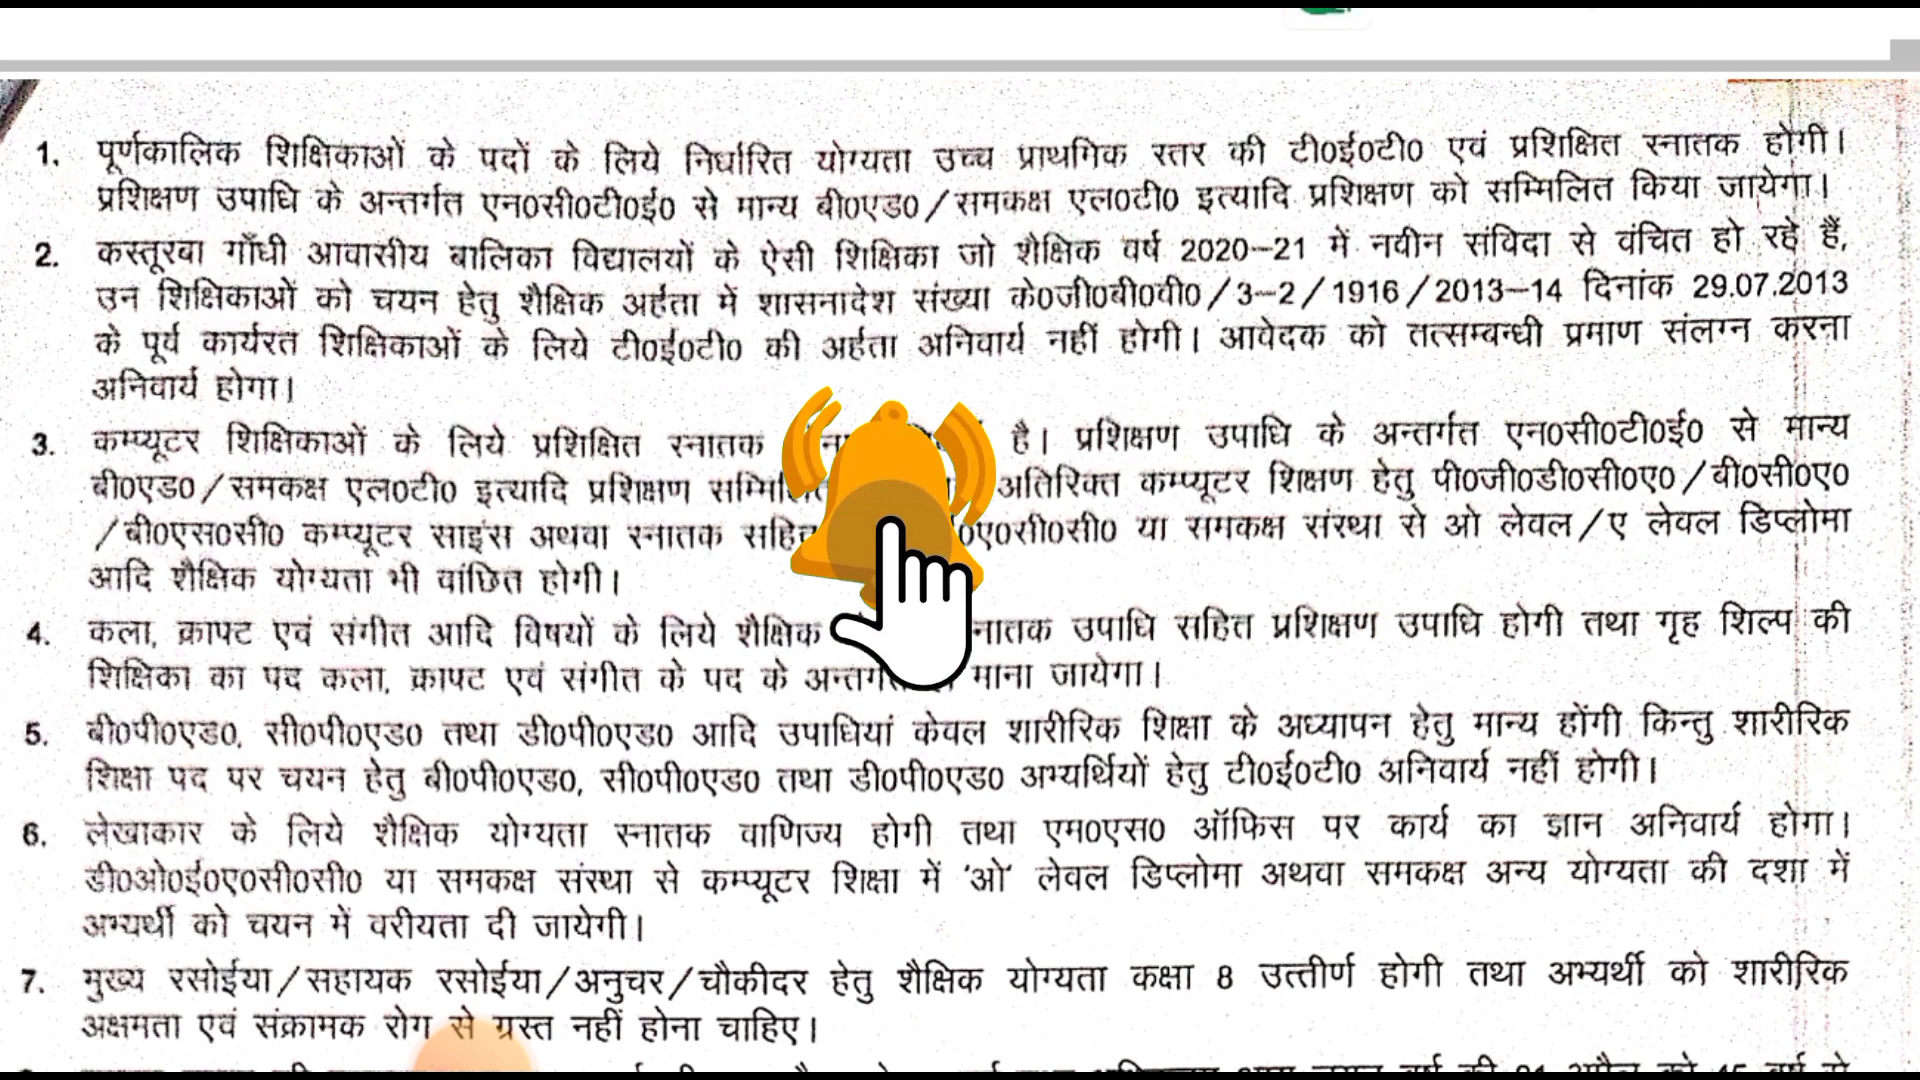 1. पूर्णकालिक शिक्षिकाओं के पदों के लिये निर्धारित योग्यता उच्च प्राथमिक स्तर की टी0ई0टी0 एवं प्रशिक्षित स्नातक होगी।
प्रशिक्षण उपाधि के अन्तर्गत एन0सी0टी0ई0 से मान्य बी0एड0/समकक्ष एल0टी0 इत्यादि प्रशिक्षण को सम्मिलित किया जायेगा।
2. कस्तूरबा गाँधी आवासीय बालिका विद्यालयों के ऐसी शिक्षिका जो शैक्षिक वर्ष 2020–21 में नवीन संविदा से वंचित हो रहे हैं,
उन शिक्षिकाओं को चयन हेतु शैक्षिक अर्हता में शासनादेश संख्या के0जी0बी0वी0/3–2/1916/2013–14 दिनांक 29.07.2013
के पूर्व कार्यरत शिक्षिकाओं के लिये टी0ई0टी0 की अर्हता अनिवार्य नहीं होगी। आवेदक को तत्सम्बन्धी प्रमाण संलग्न करना
अनिवार्य होगा।
3. कम्प्यूटर शिक्षिकाओं के लिये प्रशिक्षित स्नातक है। प्रशिक्षण उपाधि के अन्तर्गत एन0सी0टी0ई0 से मान्य
बी0एड0/समकक्ष एल0टी0 इत्यादि प्रशिक्षण अतिरिक्त कम्प्यूटर शिक्षण हेतु पी0जी0डी0सी0ए0/बी0सी0ए0
/बी0एस0सी0 कम्प्यूटर साइंस अथवा स्नातक सहित या समकक्ष संस्था से ओ लेवल/ए लेवल डिप्लोमा
आदि शैक्षिक योग्यता भी वांछित होगी।
4. कला, क्राफ्ट एवं संगीत आदि विषयों के लिये शैक्षिक उपाधि सहित प्रशिक्षण उपाधि होगी तथा गृह शिल्प की
शिक्षिका का पद कला, क्राफ्ट एवं संगीत के पद के माना जायेगा।
5. बी0पी0एड0, सी0पी0एड0 तथा डी0पी0एड0 आदि उपाधियां केवल शारीरिक शिक्षा के अध्यापन हेतु मान्य होंगी किन्तु शारीरिक
शिक्षा पद पर चयन हेतु बी0पी0एड0, सी0पी0एड0 तथा डी0पी0एड0 अभ्यर्थियों हेतु टी0ई0टी0 अनिवार्य नहीं होगी।
6. लेखाकार के लिये शैक्षिक योग्यता स्नातक वाणिज्य होगी तथा एम0एस0 ऑफिस पर कार्य का ज्ञान अनिवार्य होगा।
डी0ओ0ई0ए0सी0सी0 या समकक्ष संस्था से कम्प्यूटर शिक्षा में 'ओ' लेवल डिप्लोमा अथवा समकक्ष अन्य योग्यता की दशा में
अभ्यर्थी को चयन में वरीयता दी जायेगी।
7. मुख्य रसोईया/सहायक रसोईया/अनुचर/चौकीदर हेतु शैक्षिक योग्यता कक्षा 8 उत्तीर्ण होगी तथा अभ्यर्थी को शारीरिक
अक्षमता एवं संक्रामक रोग से ग्रस्त नहीं होना चाहिए।